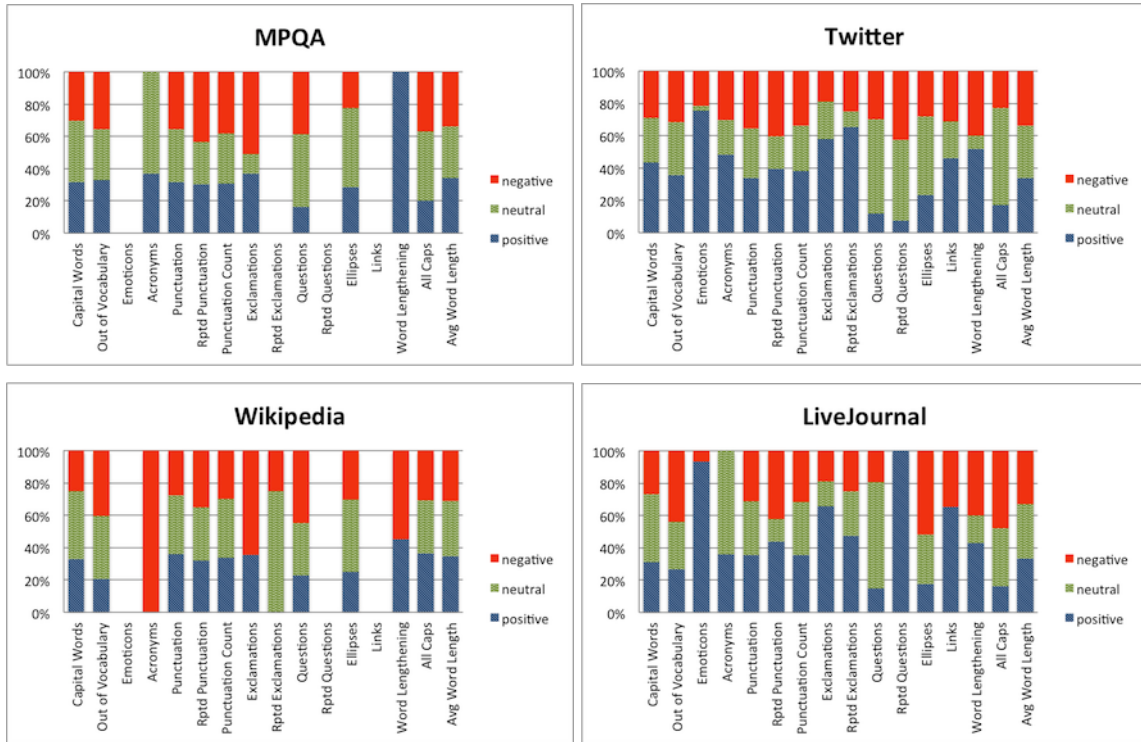 MPQA
100%
80%
60%
40%
20%
0%
Capital Words
Out of Vocabulary
Emoticons
Acronyms
Punctuation
Rptd Punctuation
Punctuation Count
Exclamations
Rptd Exclamations
Questions
Rptd Questions
Ellipses
Links
Word Lengthening
All Caps
Avg Word Length
negative
neutral
positive
Twitter
100%
80%
60%
40%
20%
0%
Capital Words
Out of Vocabulary
Emoticons
Acronyms
Punctuation
Rptd Punctuation
Punctuation Count
Exclamations
Rptd Exclamations
Questions
Rptd Questions
Ellipses
Links
Word Lengthening
All Caps
Avg Word Length
negative
neutral
positive
Wikipedia
100%
80%
60%
40%
20%
0%
Capital Words
Out of Vocabulary
Emoticons
Acronyms
Punctuation
Rptd Punctuation
Punctuation Count
Exclamations
Rptd Exclamations
Questions
Rptd Questions
Ellipses
Links
Word Lengthening
All Caps
Avg Word Length
negative
neutral
positive
LiveJournal
100%
80%
60%
40%
20%
0%
Capital Words
Out of Vocabulary
Emoticons
Acronyms
Punctuation
Rptd Punctuation
Punctuation Count
Exclamations
Rptd Exclamations
Questions
Rptd Questions
Ellipses
Links
Word Lengthening
All Caps
Avg Word Length
negative
neutral
positive